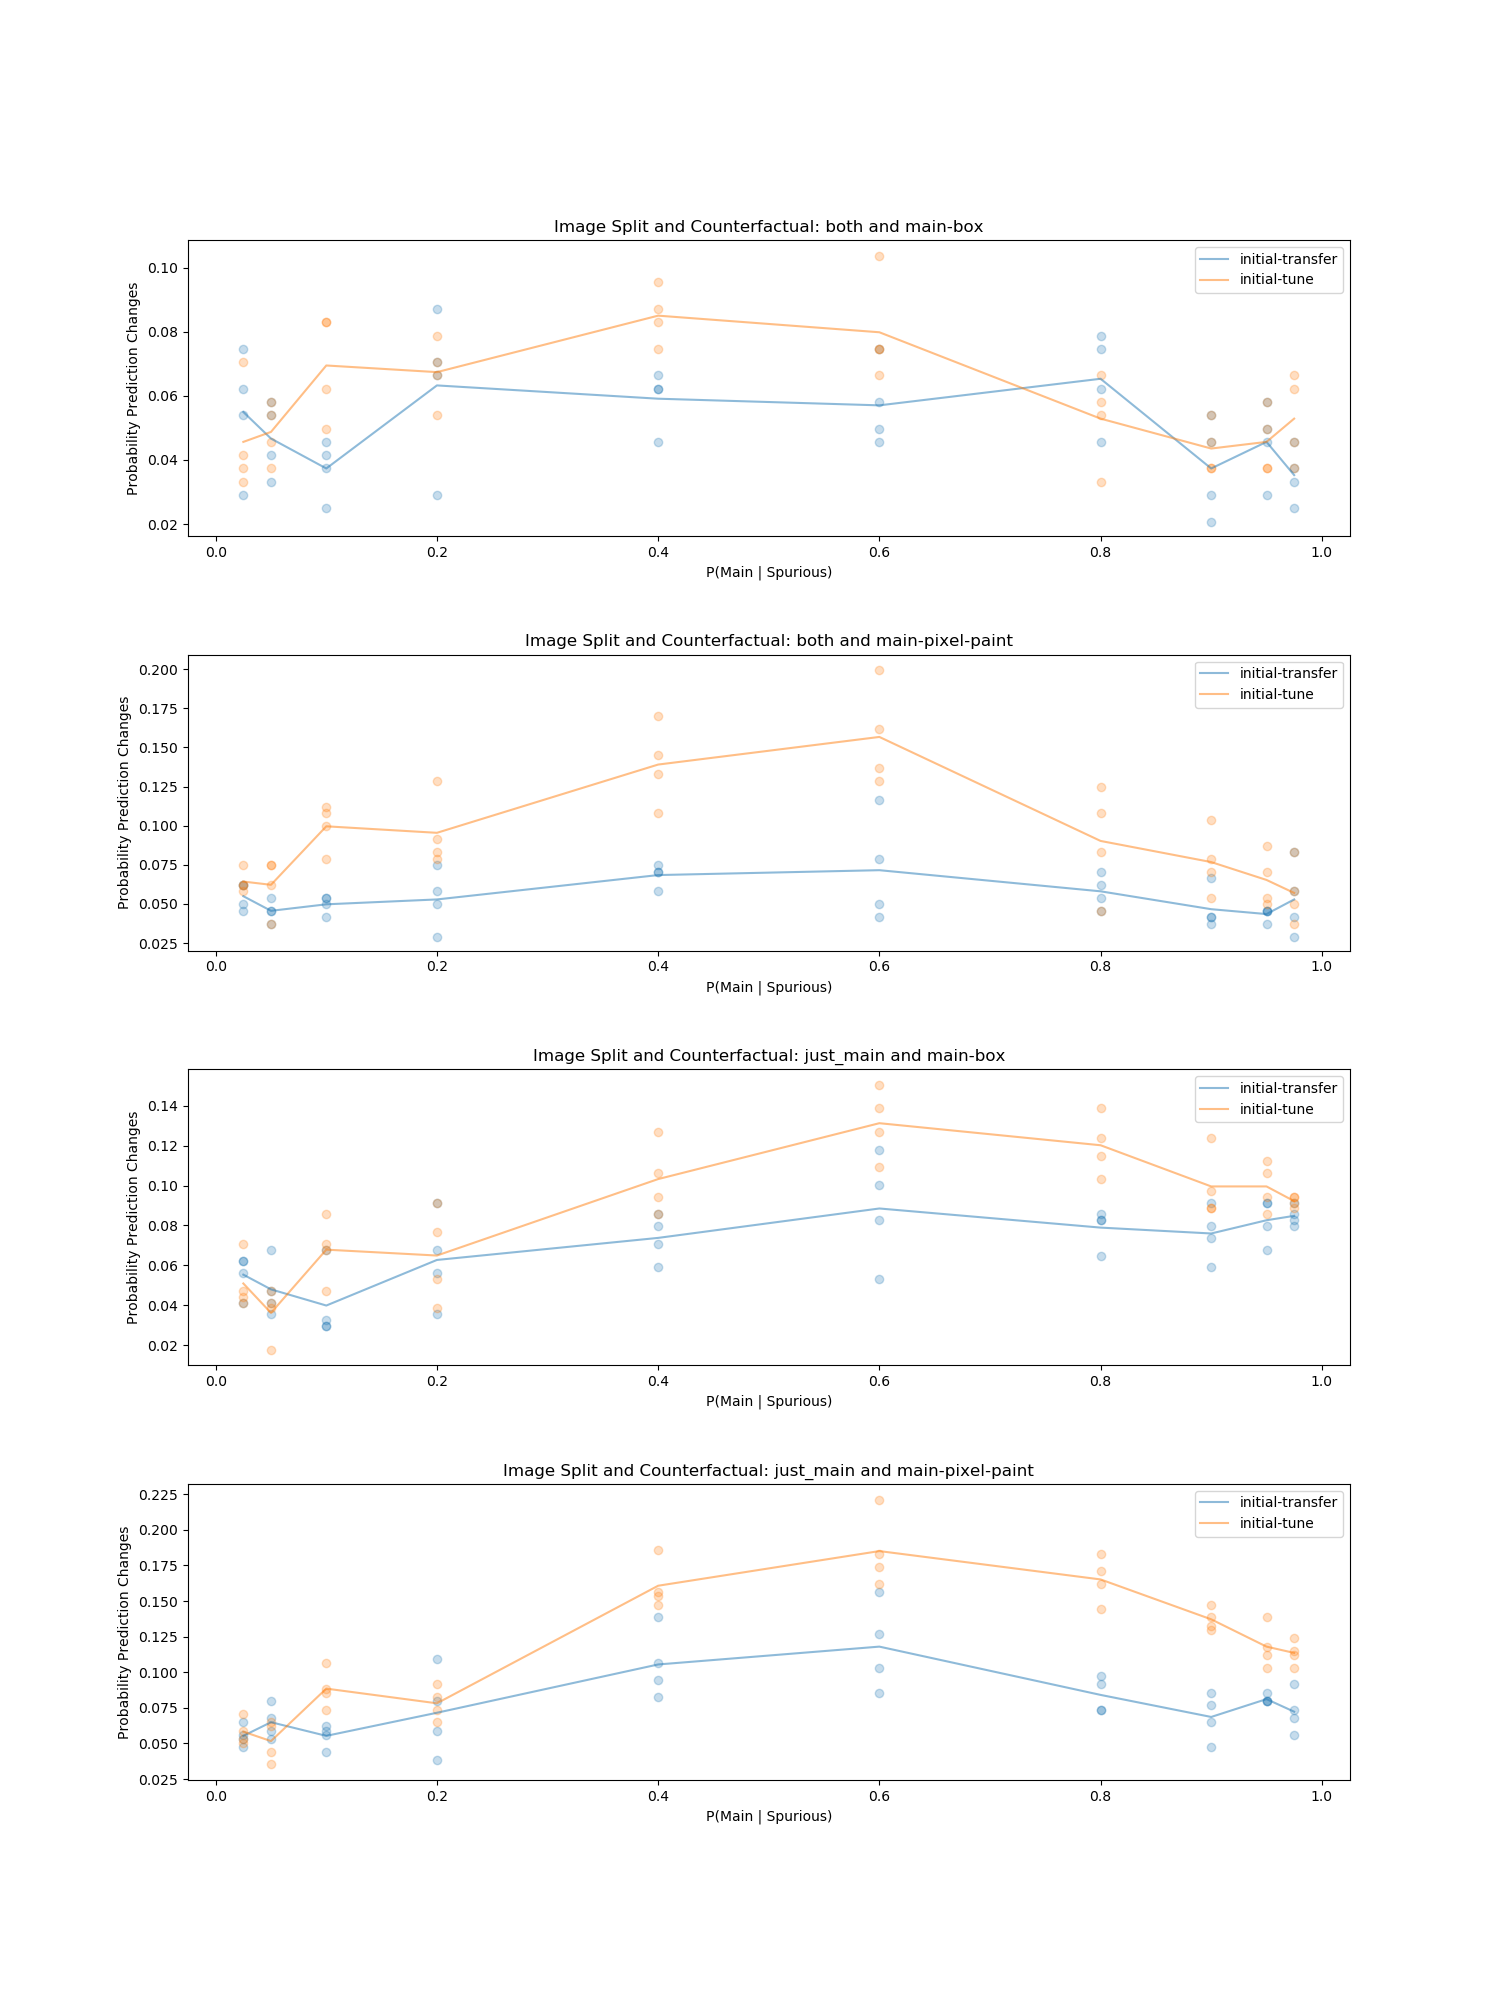 Image Split and Counterfactual: both and main-box
Probability Prediction Changes
0.10
0.08
0.06
0.04
0.02
initial-transfer
initial-tune
0.0 0.2 0.4 0.6 0.8 1.0
P(Main | Spurious)
Image Split and Counterfactual: both and main-pixel-paint
Probability Prediction Changes
0.200
0.175
0.150
0.125
0.100
0.075
0.050
0.025
initial-transfer
initial-tune
0.0 0.2 0.4 0.6 0.8 1.0
P(Main | Spurious)
Image Split and Counterfactual: just_main and main-box
Probability Prediction Changes
0.14
0.12
0.10
0.08
0.06
0.04
0.02
initial-transfer
initial-tune
0.0 0.2 0.4 0.6 0.8 1.0
P(Main | Spurious)
Image Split and Counterfactual: just_main and main-pixel-paint
Probability Prediction Changes
0.225
0.200
0.175
0.150
0.125
0.100
0.075
0.050
0.025
initial-transfer
initial-tune
0.0 0.2 0.4 0.6 0.8 1.0
P(Main | Spurious)